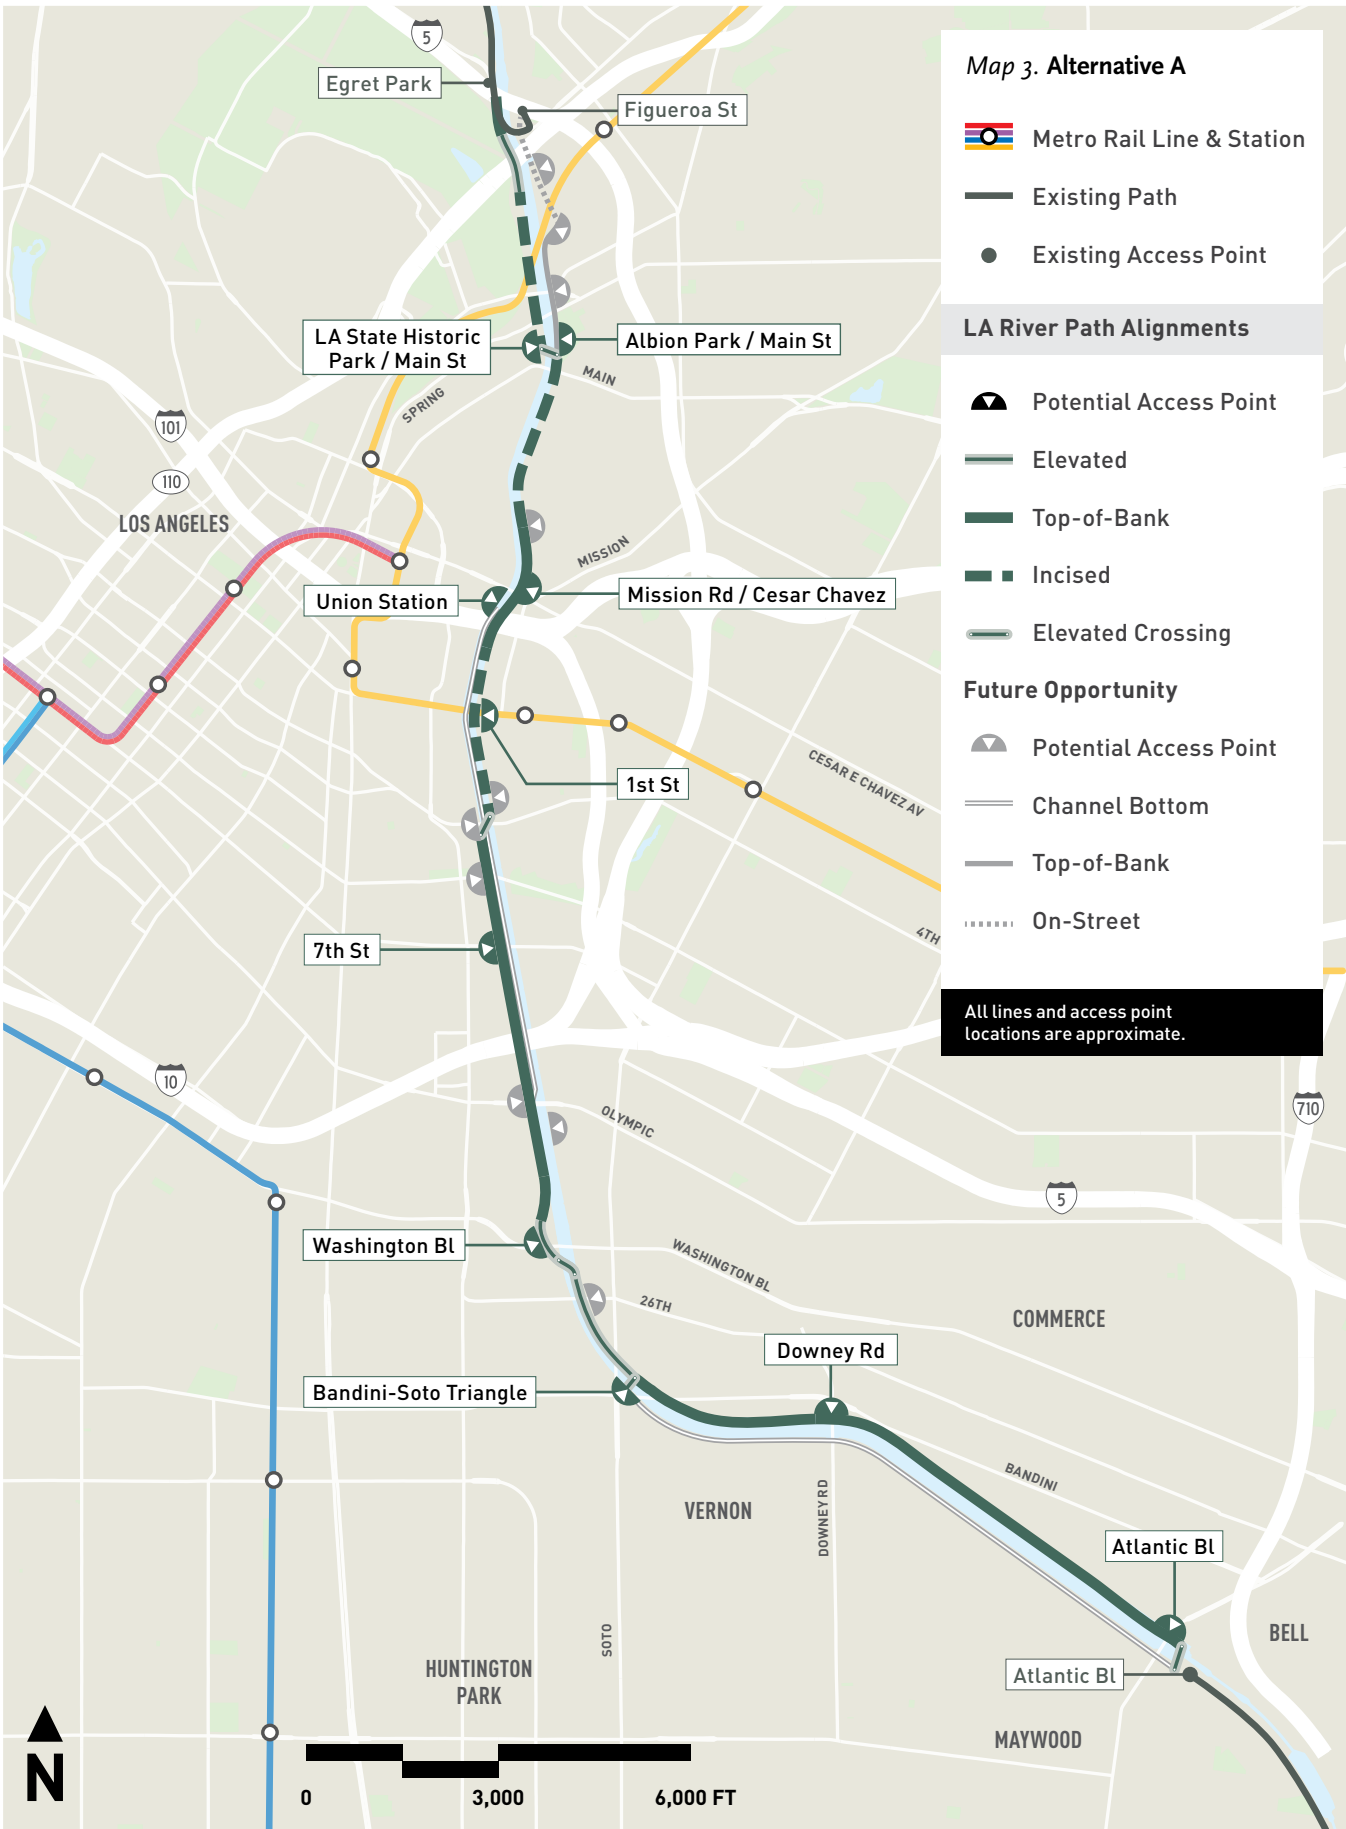 5
Egret Park
Figueroa St
Map 3. Alternative A
Metro Rail Line & Station
Existing Path
Existing Access Point
LA River Path Alignments
Potential Access Point
Elevated
Top-of-Bank
Incised
Elevated Crossing
Future Opportunity
Potential Access Point
Channel Bottom
Top-of-Bank
On-Street
All lines and access point
locations are approximate.
LA State Historic
Park / Main St
Albion Park / Main St
MAIN
SPRING
101
110
LOS ANGELES
MISSION
Union Station
Mission Rd / Cesar Chavez
1st St
CESAR E CHAVEZ AV
4TH
7th St
10
OLYMPIC
710
5
Washington Bl
WASHINGTON BL
26TH
COMMERCE
Downey Rd
Bandini-Soto Triangle
BANDINI
VERNON
DOWNEY RD
Atlantic Bl
SOTO
BELL
HUNTINGTON
PARK
Atlantic Bl
MAYWOOD
N
0
3,000
6,000 FT